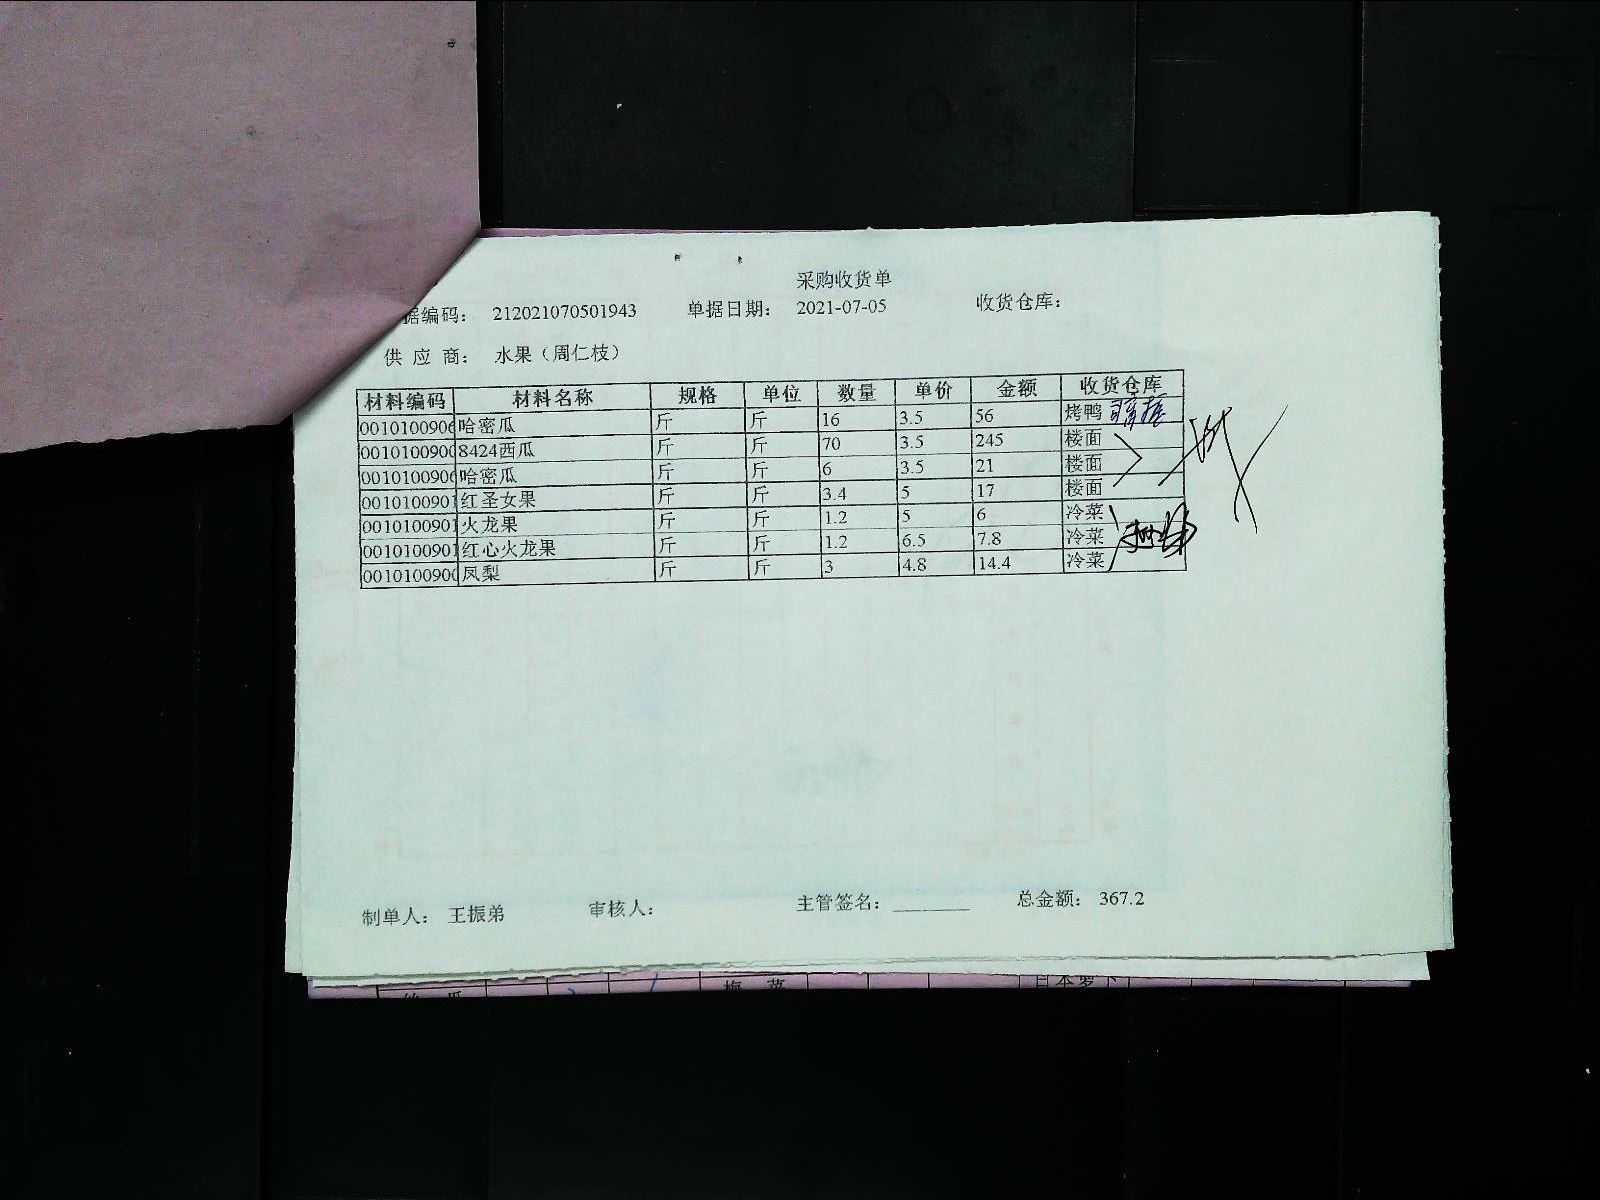 采购收货单
据编码： 212021070501943 单据日期： 2021-07-05 收货仓库：
供 应 商： 水果（周仁枝）
材料编码 材料名称 规格 单位 数量 单价 金额 收货仓库
0010100906 哈密瓜 斤 斤 16 3.5 56 烤鸭
0010100900 8424西瓜 斤 斤 70 3.5 245 楼面
0010100906 哈密瓜 斤 斤 6 3.5 21 楼面
0010100901 红圣女果 斤 斤 3.4 5 17 楼面
0010100901 火龙果 斤 斤 1.2 5 6 冷菜
0010100901 红心火龙果 斤 斤 1.2 6.5 7.8 冷菜
0010100900 凤梨 斤 斤 3 4.8 14.4 冷菜
制单人： 王振弟 审核人： 主管签名：________ 总金额： 367.2